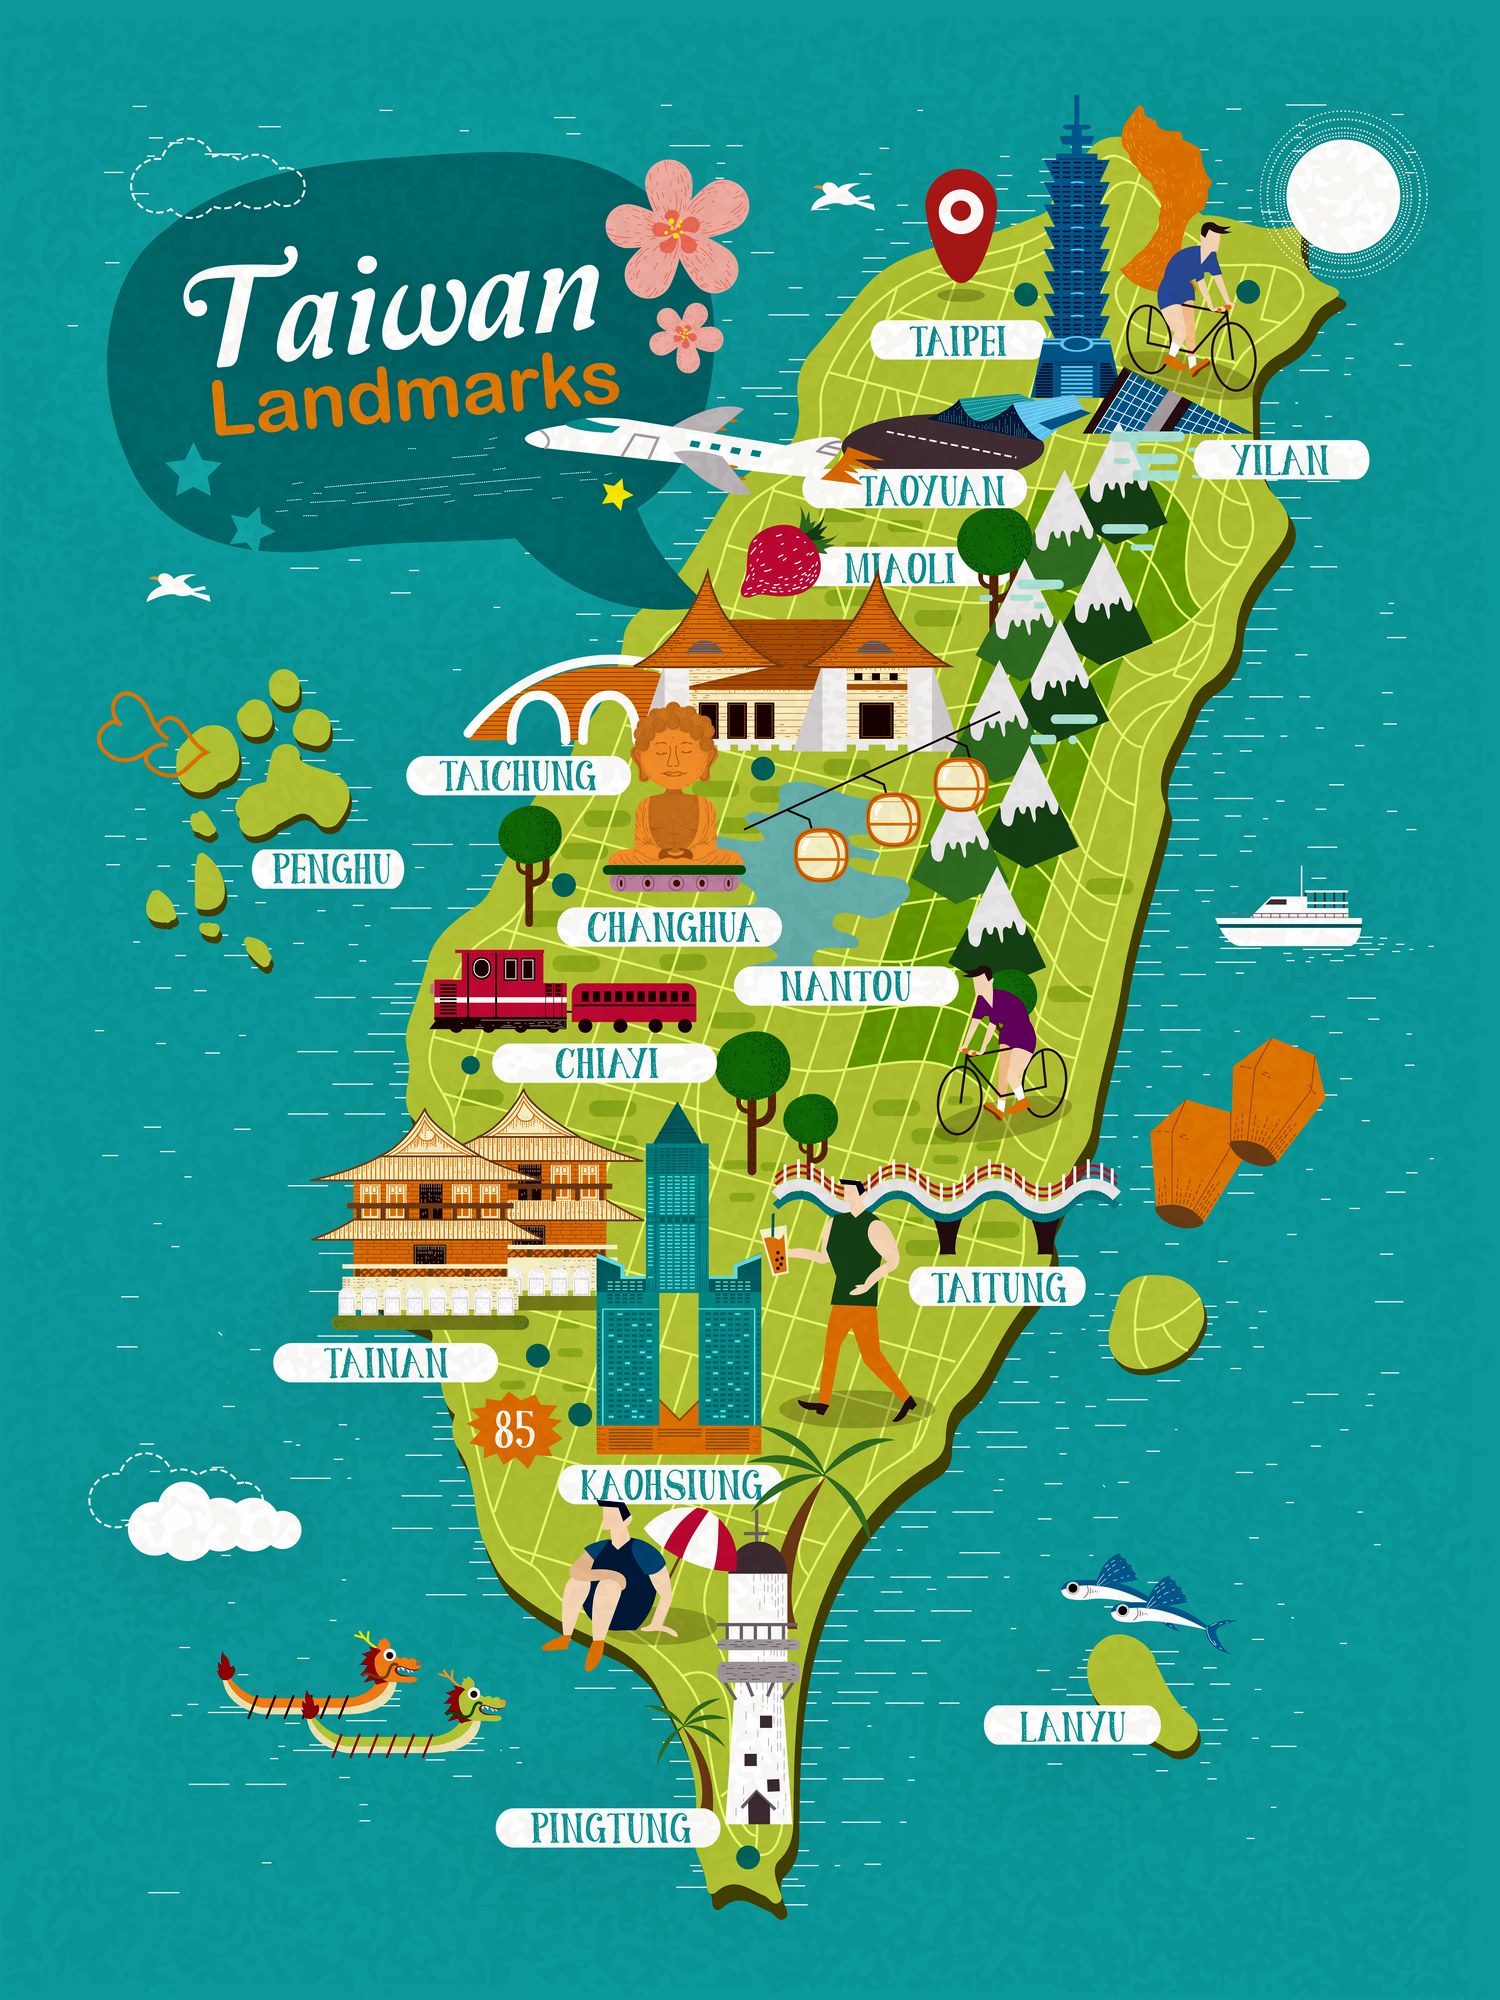 Taiwan
Landmarks
TAIPEI
YILAN
TAOYUAN
MIAOLI
TAICHUNG
PENGHU
CHANGHUA
NANTOU
CHIAYI
TAITUNG
TAINAN
85
KAOHSIUNG
LANYU
PINGTUNG